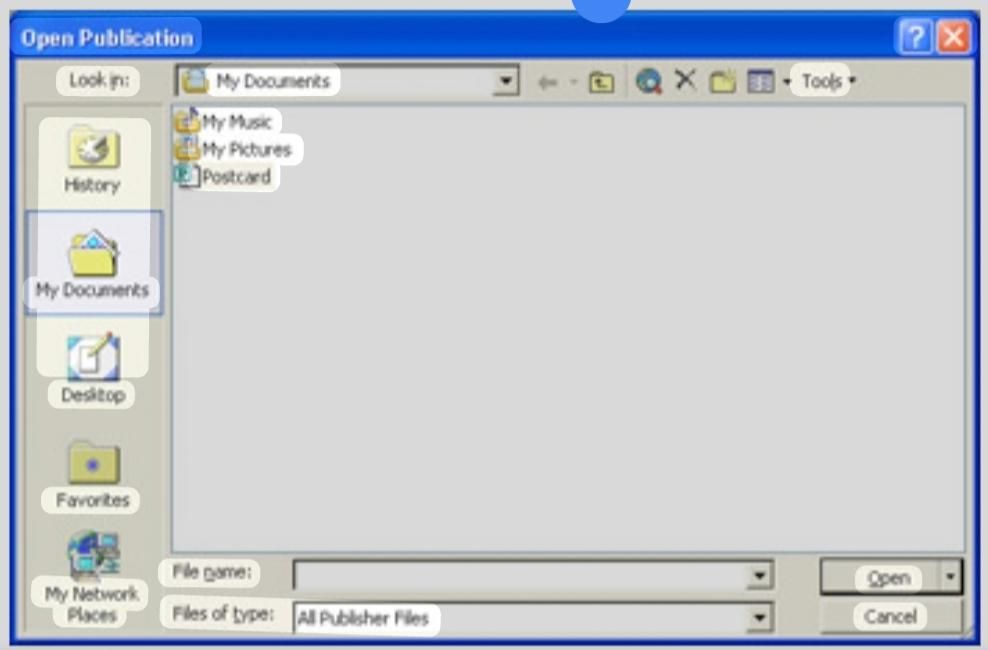 Open Publication
Look in:
My Documents
Tools
My Music
My Pictures
Postcard
History
My Documents
Desktop
Favorites
My Network
Places
File name:
Open
Files of type:
All Publisher Files
Cancel